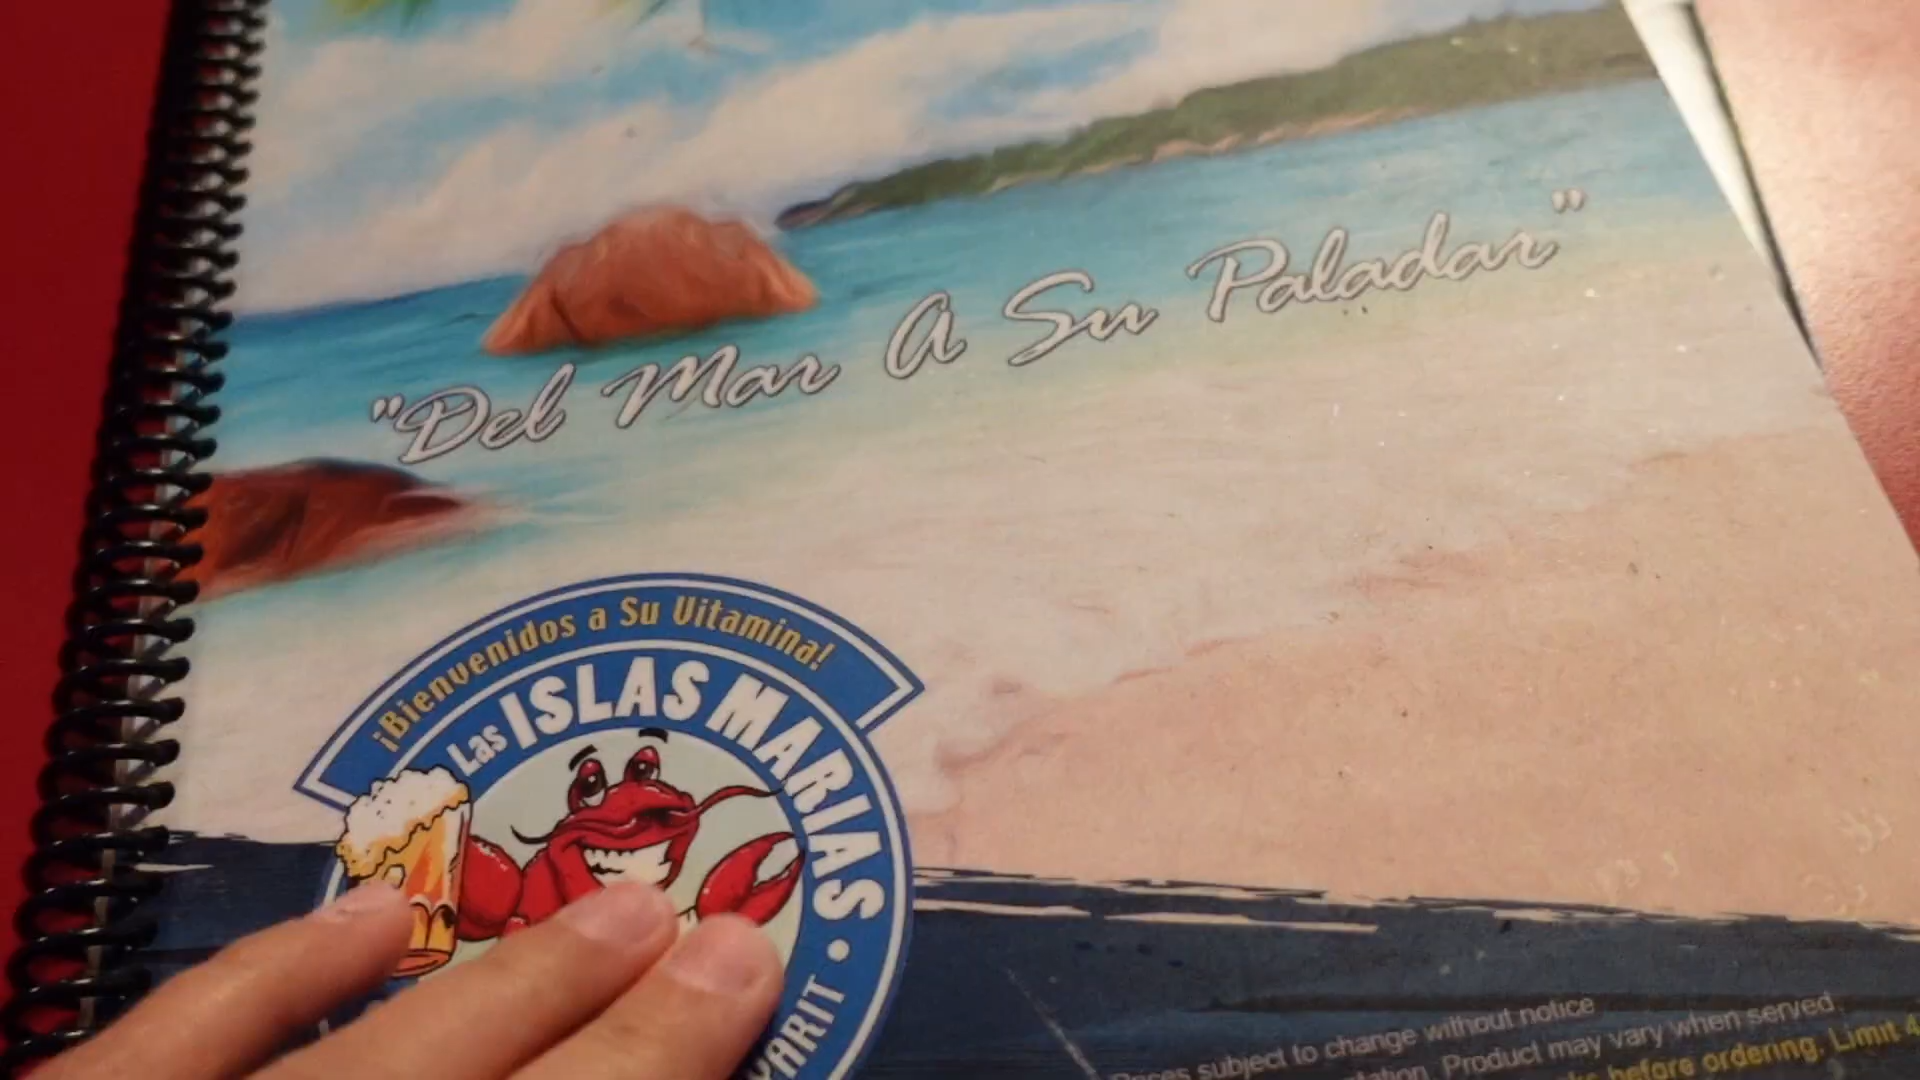 "Del Mar A Su Paladar"
¡Bienvenidos a Su Vitamina!
Las ISLAS MARIAS •
subject to change without notice
Product may vary when served
before ordering. Limit 4